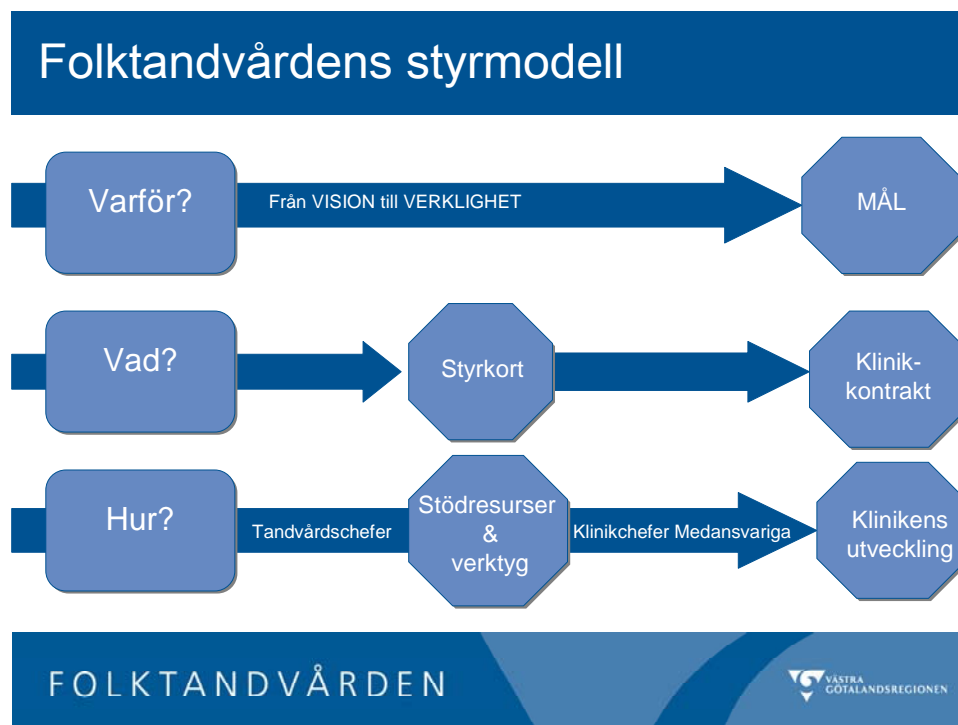 Folktandvårdens styrmodell
Varför?
Från VISION till VERKLIGHET
MÅL
Vad?
Styrkort
Klinik-
kontrakt
Hur?
Tandvårdschefer
Stödresurser
&
verktyg
Klinikchefer Medansvariga
Klinikens
utveckling
FOLKTANDVÅRDEN
VÄSTRA
GÖTALANDSREGIONEN